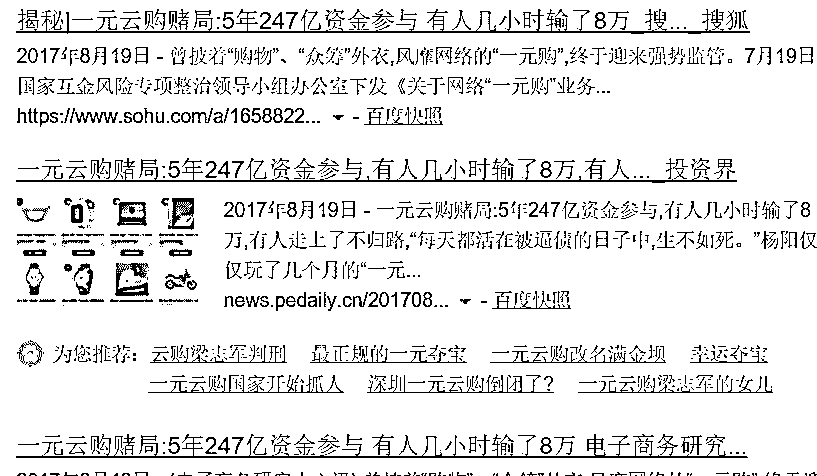 揭秘|一元云购赌局:5年247亿资金参与 有人几小时输了8万_搜..._搜狐
2017年8月19日 - 曾披着“购物”、“众筹”外衣,风靡网络的“一元购”,终于迎来强势监管。7月19日
国家互金风险专项整治领导小组办公室下发《关于网络“一元购”业务...
https://www.sohu.com/a/1658822... - 百度快照
一元云购赌局:5年247亿资金参与,有人几小时输了8万,有人..._投资界
2017年8月19日 - 一元云购赌局:5年247亿资金参与,有人几小时输了8
万,有人走上了不归路,“每天都活在被逼债的日子中,生不如死。”杨阳仅
仅玩了几个月的“一元...
news.pedaily.cn/201708... - 百度快照
为您推荐: 云购梁志军判刑 最正规的一元夺宝 一元云购改名满金坝 幸运夺宝
一元云购国家开始抓人 深圳一元云购倒闭了? 一元云购梁志军的女儿
一元云购赌局:5年247亿资金参与 有人几小时输了8万 电子商务研究...